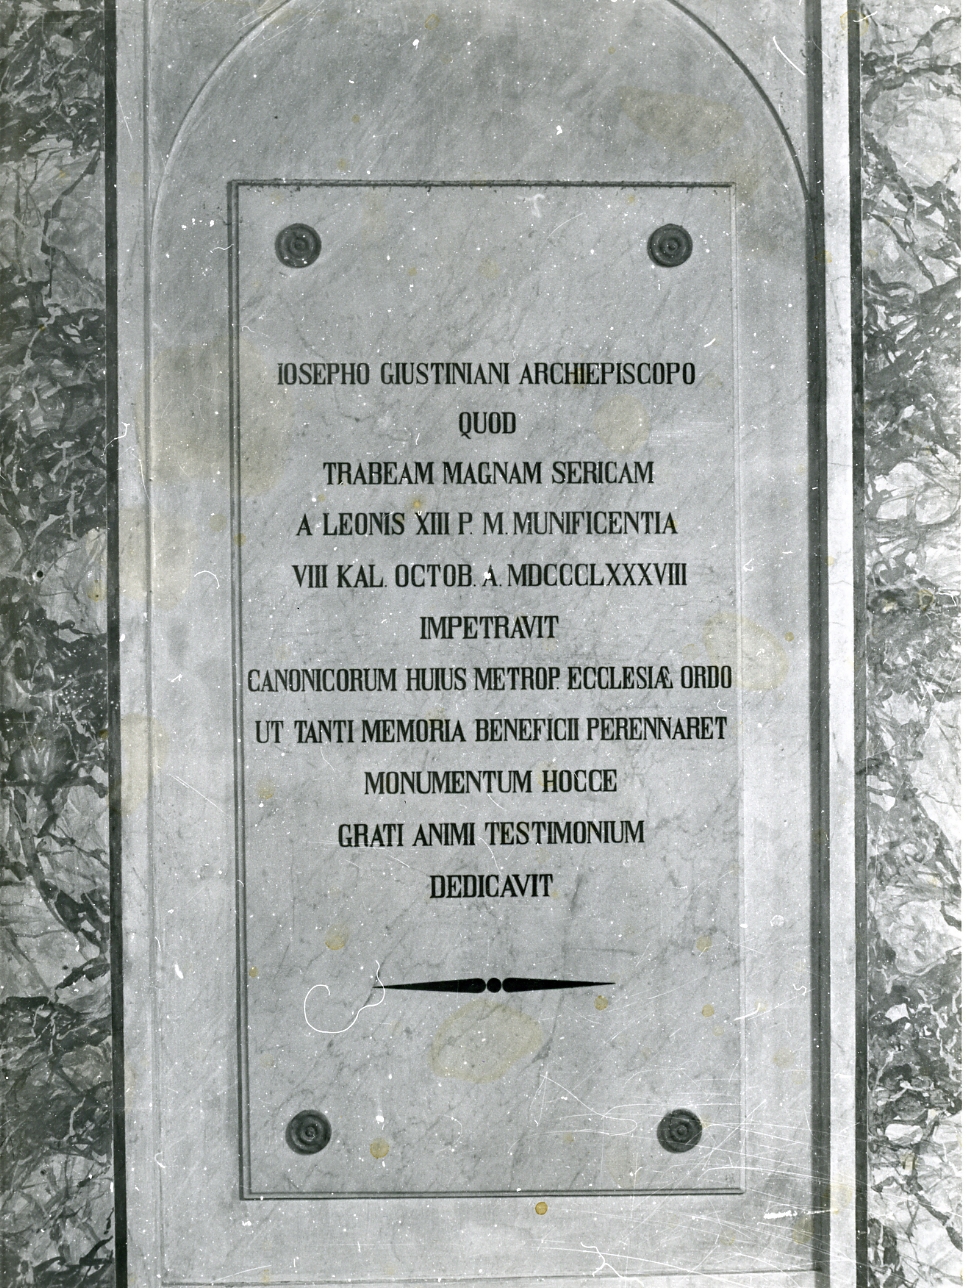 IOSEPHO GIUSTINIANI ARCHIEPISCOPO
QUOD
TRABEAM MAGNAM SERICAM
A LEONIS XIII P. M. MUNIFICENTIA
VIII KAL. OCTOB. A. MDCCCLXXXVIII
IMPETRAVIT
CANONICORUM HUIUS METROP. ECCLESIÆ ORDO
UT TANTI MEMORIA BENEFICII PERENNARET
MONUMENTUM HOCCE
GRATI ANIMI TESTIMONIUM
DEDICAVIT